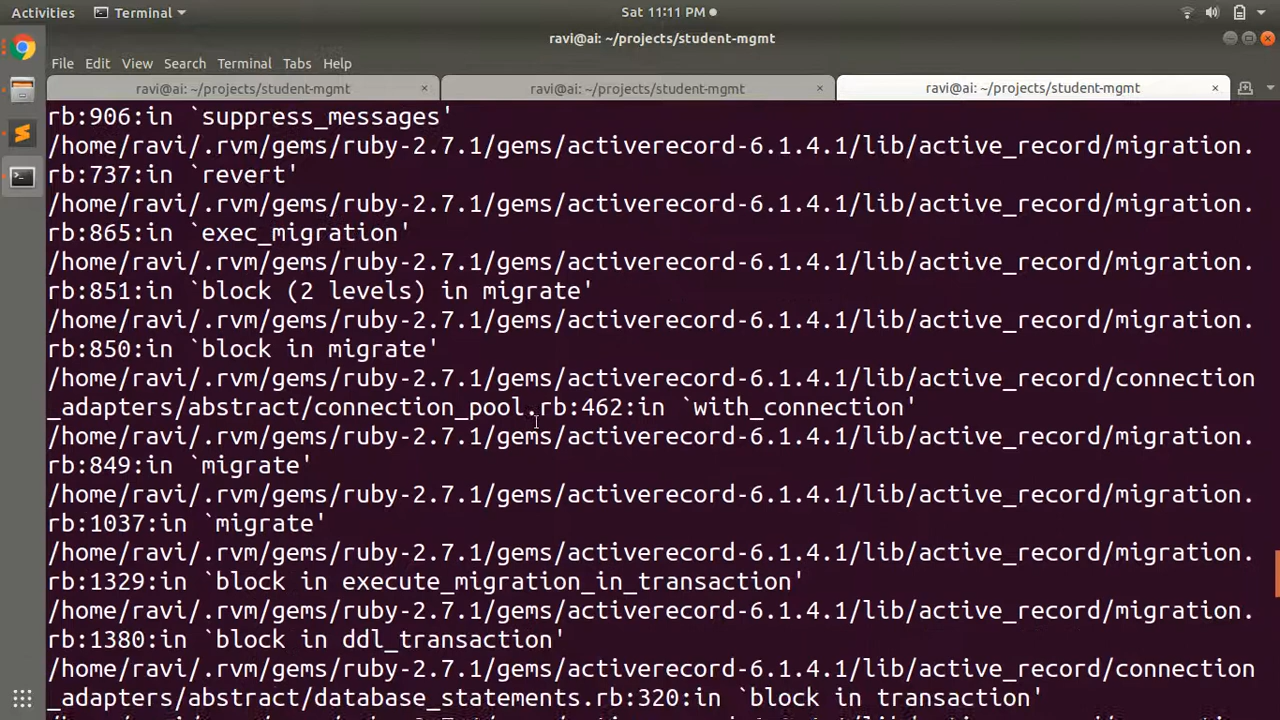 Activities Terminal Sat 11:11 PM
ravi@ai: ~/projects/student-mgmt
File Edit View Search Terminal Tabs Help
ravi@ai: ~/projects/student-mgmt × ravi@ai: ~/projects/student-mgmt × ravi@ai: ~/projects/student-mgmt ×
rb:906:in `suppress_messages'
/home/ravi/.rvm/gems/ruby-2.7.1/gems/activerecord-6.1.4.1/lib/active_record/migration.
rb:737:in `revert'
/home/ravi/.rvm/gems/ruby-2.7.1/gems/activerecord-6.1.4.1/lib/active_record/migration.
rb:865:in `exec_migration'
/home/ravi/.rvm/gems/ruby-2.7.1/gems/activerecord-6.1.4.1/lib/active_record/migration.
rb:851:in `block (2 levels) in migrate'
/home/ravi/.rvm/gems/ruby-2.7.1/gems/activerecord-6.1.4.1/lib/active_record/migration.
rb:850:in `block in migrate'
/home/ravi/.rvm/gems/ruby-2.7.1/gems/activerecord-6.1.4.1/lib/active_record/connection
_adapters/abstract/connection_pool.rb:462:in `with_connection'
/home/ravi/.rvm/gems/ruby-2.7.1/gems/activerecord-6.1.4.1/lib/active_record/migration.
rb:849:in `migrate'
/home/ravi/.rvm/gems/ruby-2.7.1/gems/activerecord-6.1.4.1/lib/active_record/migration.
rb:1037:in `migrate'
/home/ravi/.rvm/gems/ruby-2.7.1/gems/activerecord-6.1.4.1/lib/active_record/migration.
rb:1329:in `block in execute_migration_in_transaction'
/home/ravi/.rvm/gems/ruby-2.7.1/gems/activerecord-6.1.4.1/lib/active_record/migration.
rb:1380:in `block in ddl_transaction'
/home/ravi/.rvm/gems/ruby-2.7.1/gems/activerecord-6.1.4.1/lib/active_record/connection
_adapters/abstract/database_statements.rb:320:in `block in transaction'